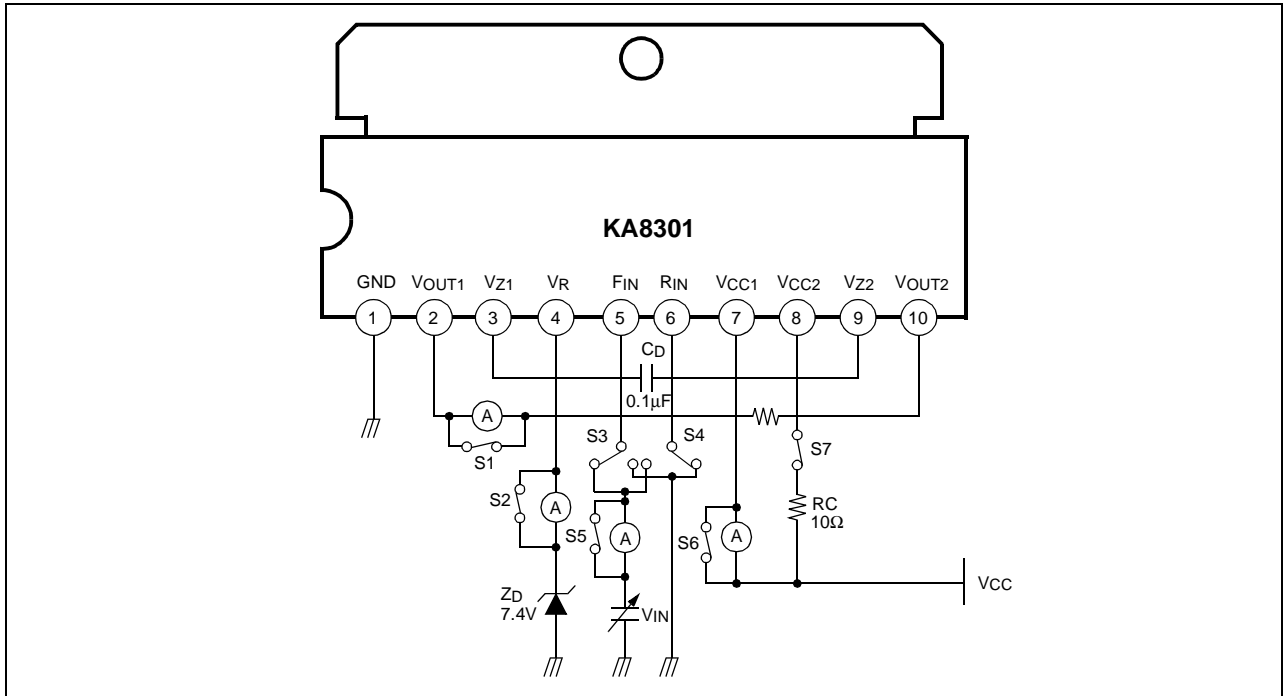 KA8301
GND VOUT1 VZ1 VR FIN RIN VCC1 VCC2 VZ2 VOUT2
1 2 3 4 5 6 7 8 9 10
CD
0.1μF
A
S1
S3 S4
S7
S2
A
S5
A
S6
A
RC
10Ω
ZD
7.4V
VIN
VCC